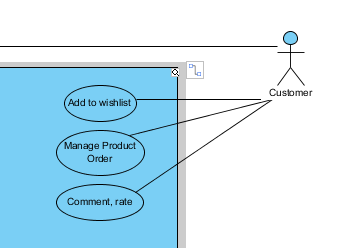 Add to wishlist
Customer
Manage Product
Order
Comment, rate